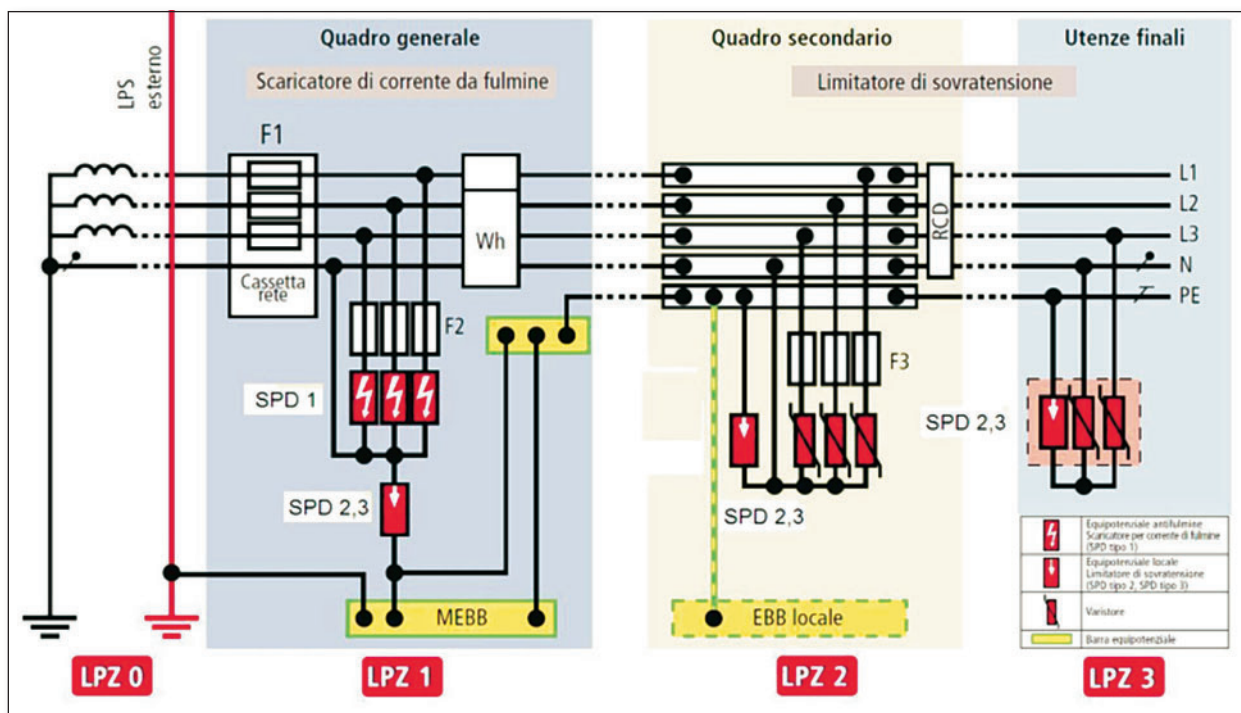 Quadro generale
Quadro secondario
Utenze finali
Scaricatore di corrente da fulmine
Limitatore di sovratensione
LPS
esterno
F1
Wh
Cassetta
rete
F2
SPD 1
SPD 2,3
MEBB
RCD
F3
SPD 2,3
EBB locale
L1
L2
L3
N
PE
SPD 2,3
Equipotenziale antifulmine
Scaricatore per corrente di fulmine
(SPD tipo 1)
Equipotenziale locale
Limitatore di sovratensione
(SPD tipo 2, SPD tipo 3)
Varistore
Barra equipotenziale
LPZ 0
LPZ 1
LPZ 2
LPZ 3